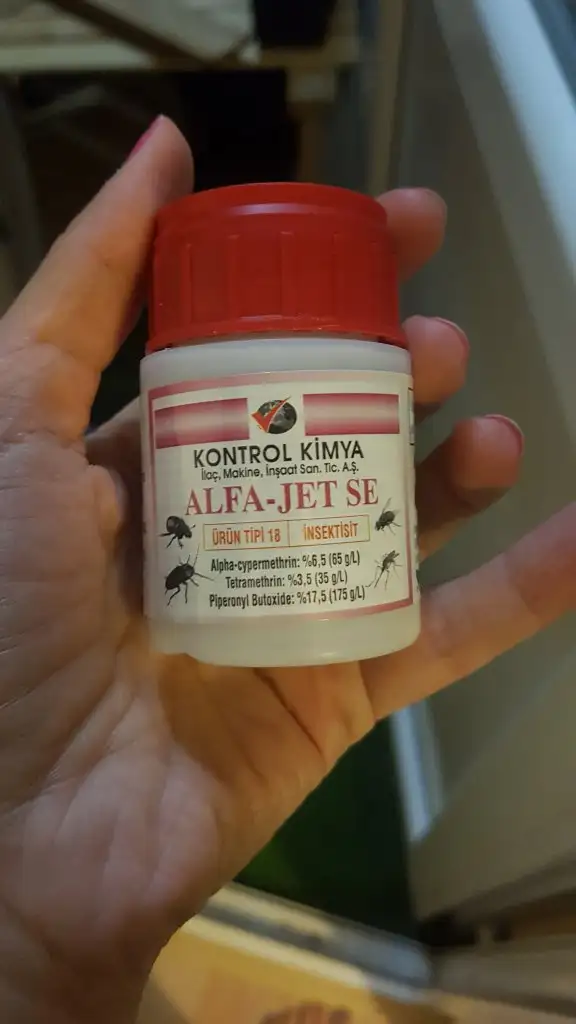 KONTROL KİMYA
İlaç, Makine, İnşaat San. Tic. A.Ş.
ALFA-JET SE
ÜRÜN TİPİ 18 İNSEKTİSİT
Alpha-cypermethrin: %6,5 (65 g/L)
Tetramethrin: %3,5 (35 g/L)
Piperonyl Butoxide: %17,5 (175 g/L)